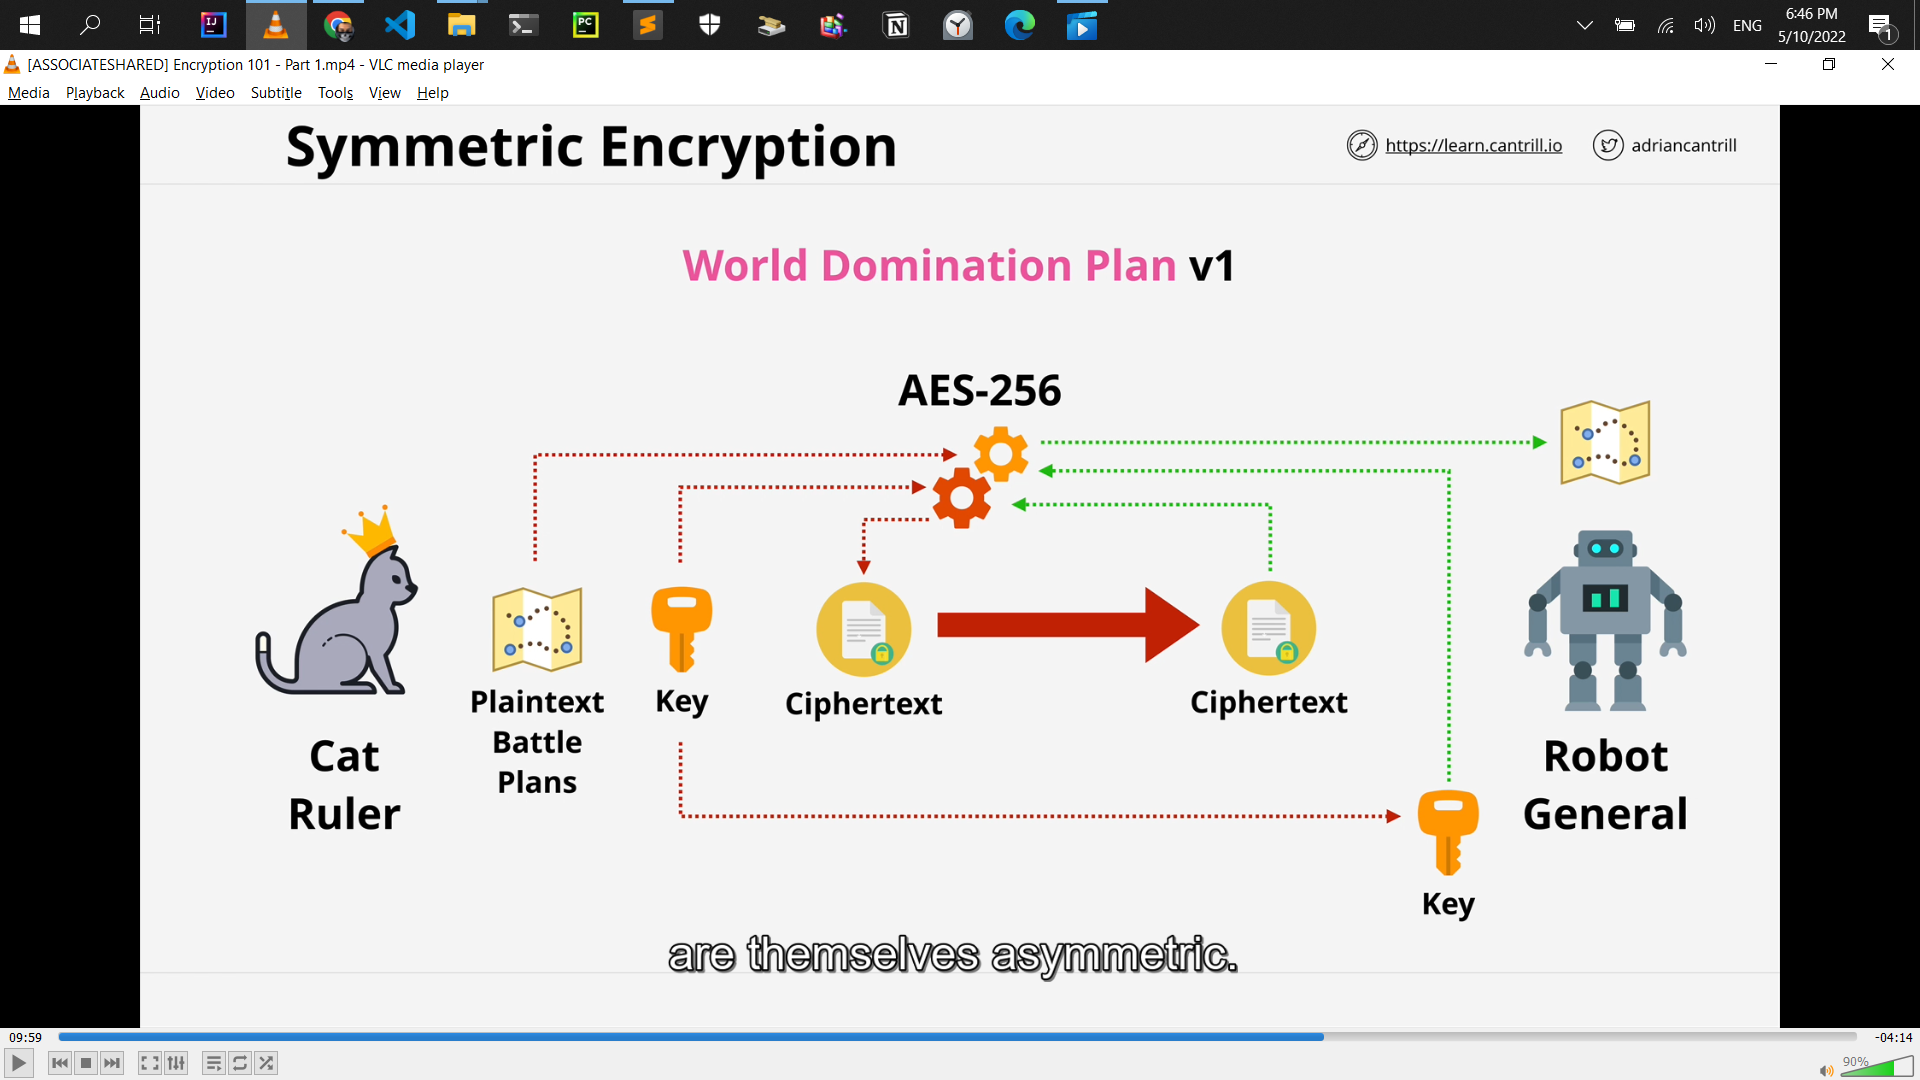 6:46 PM
ENG
5/10/2022
1
[ASSOCIATESHARED] Encryption 101 - Part 1.mp4 - VLC media player
Media Playback Audio Video Subtitle Tools View Help
Symmetric Encryption
https://learn.cantrill.io
adriancantrill
World Domination Plan v1
AES-256
Plaintext
Battle
Plans
Key
Ciphertext
Ciphertext
Cat
Ruler
Robot
General
Key
are themselves asymmetric.
09:59
-04:14
90%